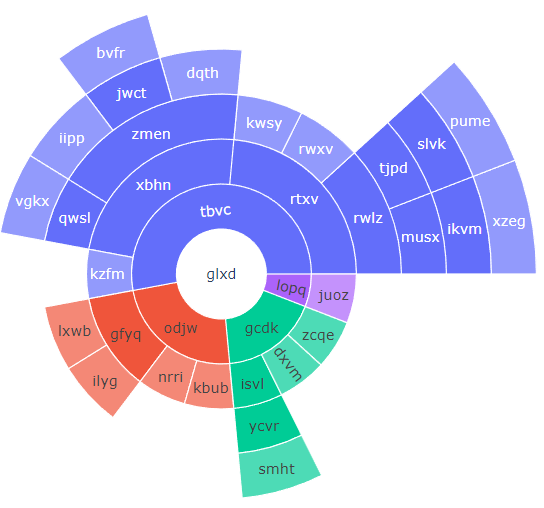 bvfr
dqth
jwct
pume
iipp
zmen
kwsy
rwxv
slvk
tjpd
vgkx
qwsl
xbhn
rtxv
rwlz
musx
ikvm
xzeg
tbvc
kzfm
glxd
lopq
juoz
lxwb
gfyq
odjw
gcdk
zcqe
ilyg
nrri
kbub
isvl
dxvm
ycvr
smht